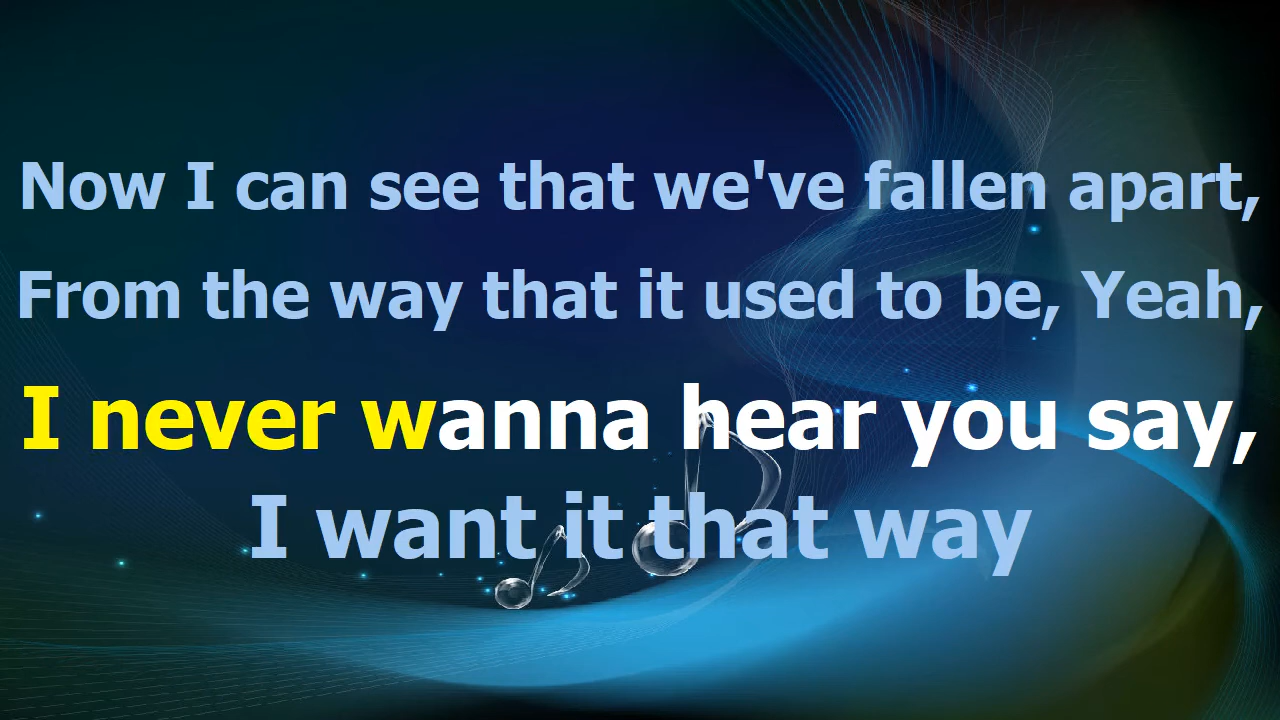 Now I can see that we've fallen apart,
From the way that it used to be, Yeah,
I never wanna hear you say,
I want it that way